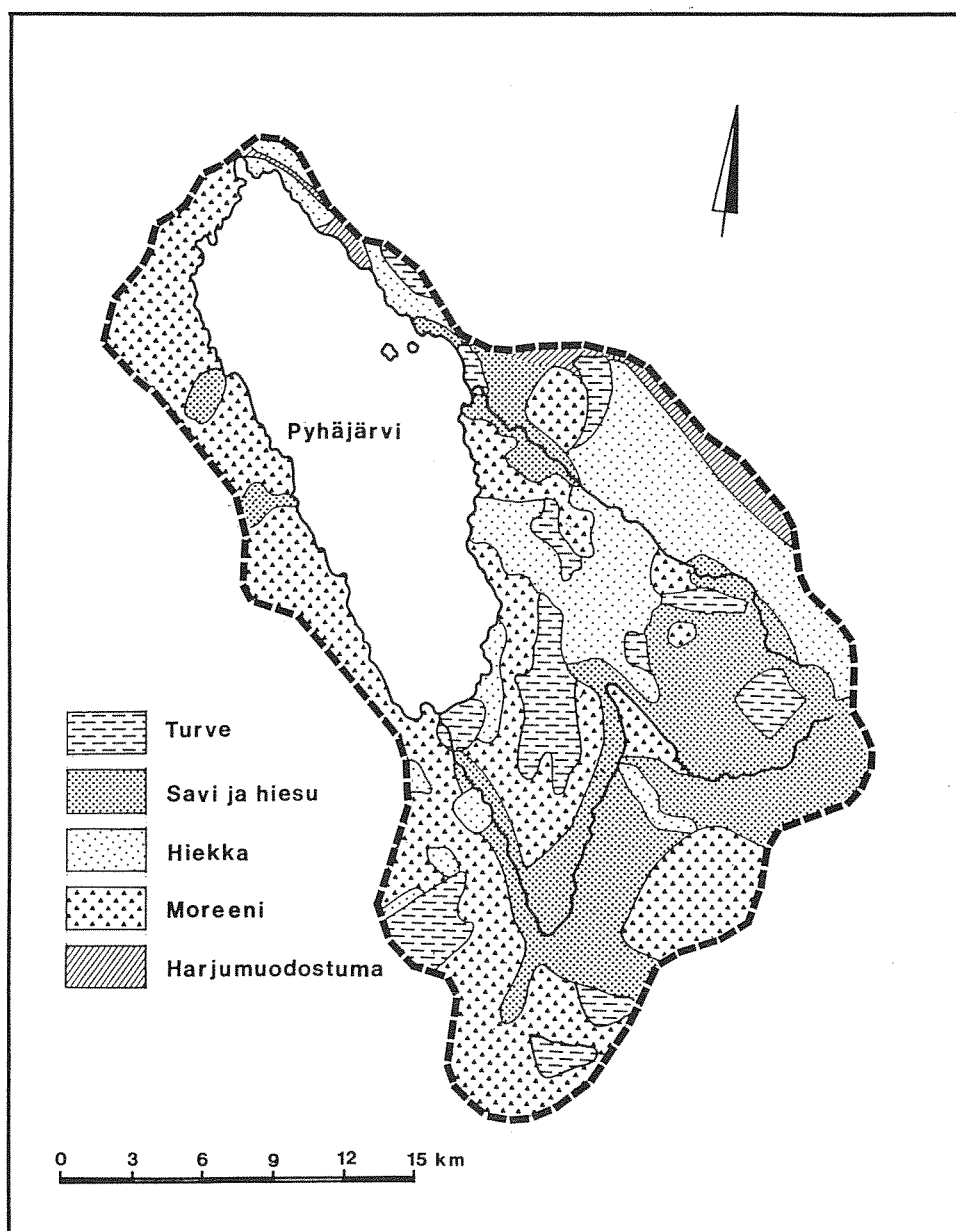 Pyhäjärvi
Turve
Savi ja hiesu
Hiekka
Moreeni
Harjumuodostuma
0 3 6 9 12 15 km